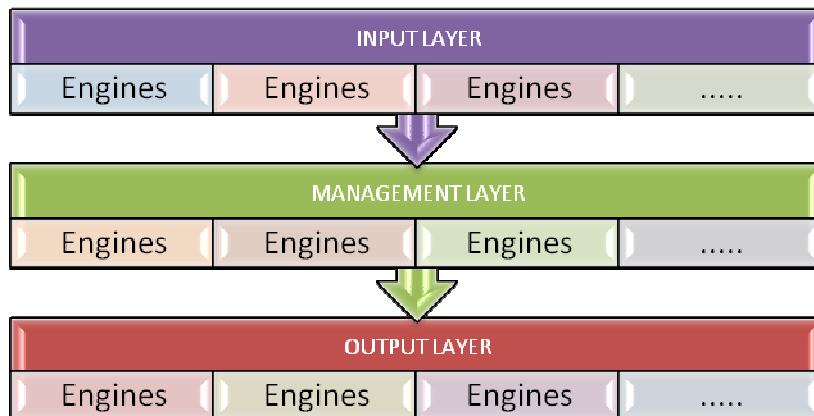 INPUT LAYER
Engines Engines Engines .....
MANAGEMENT LAYER
Engines Engines Engines .....
OUTPUT LAYER
Engines Engines Engines .....